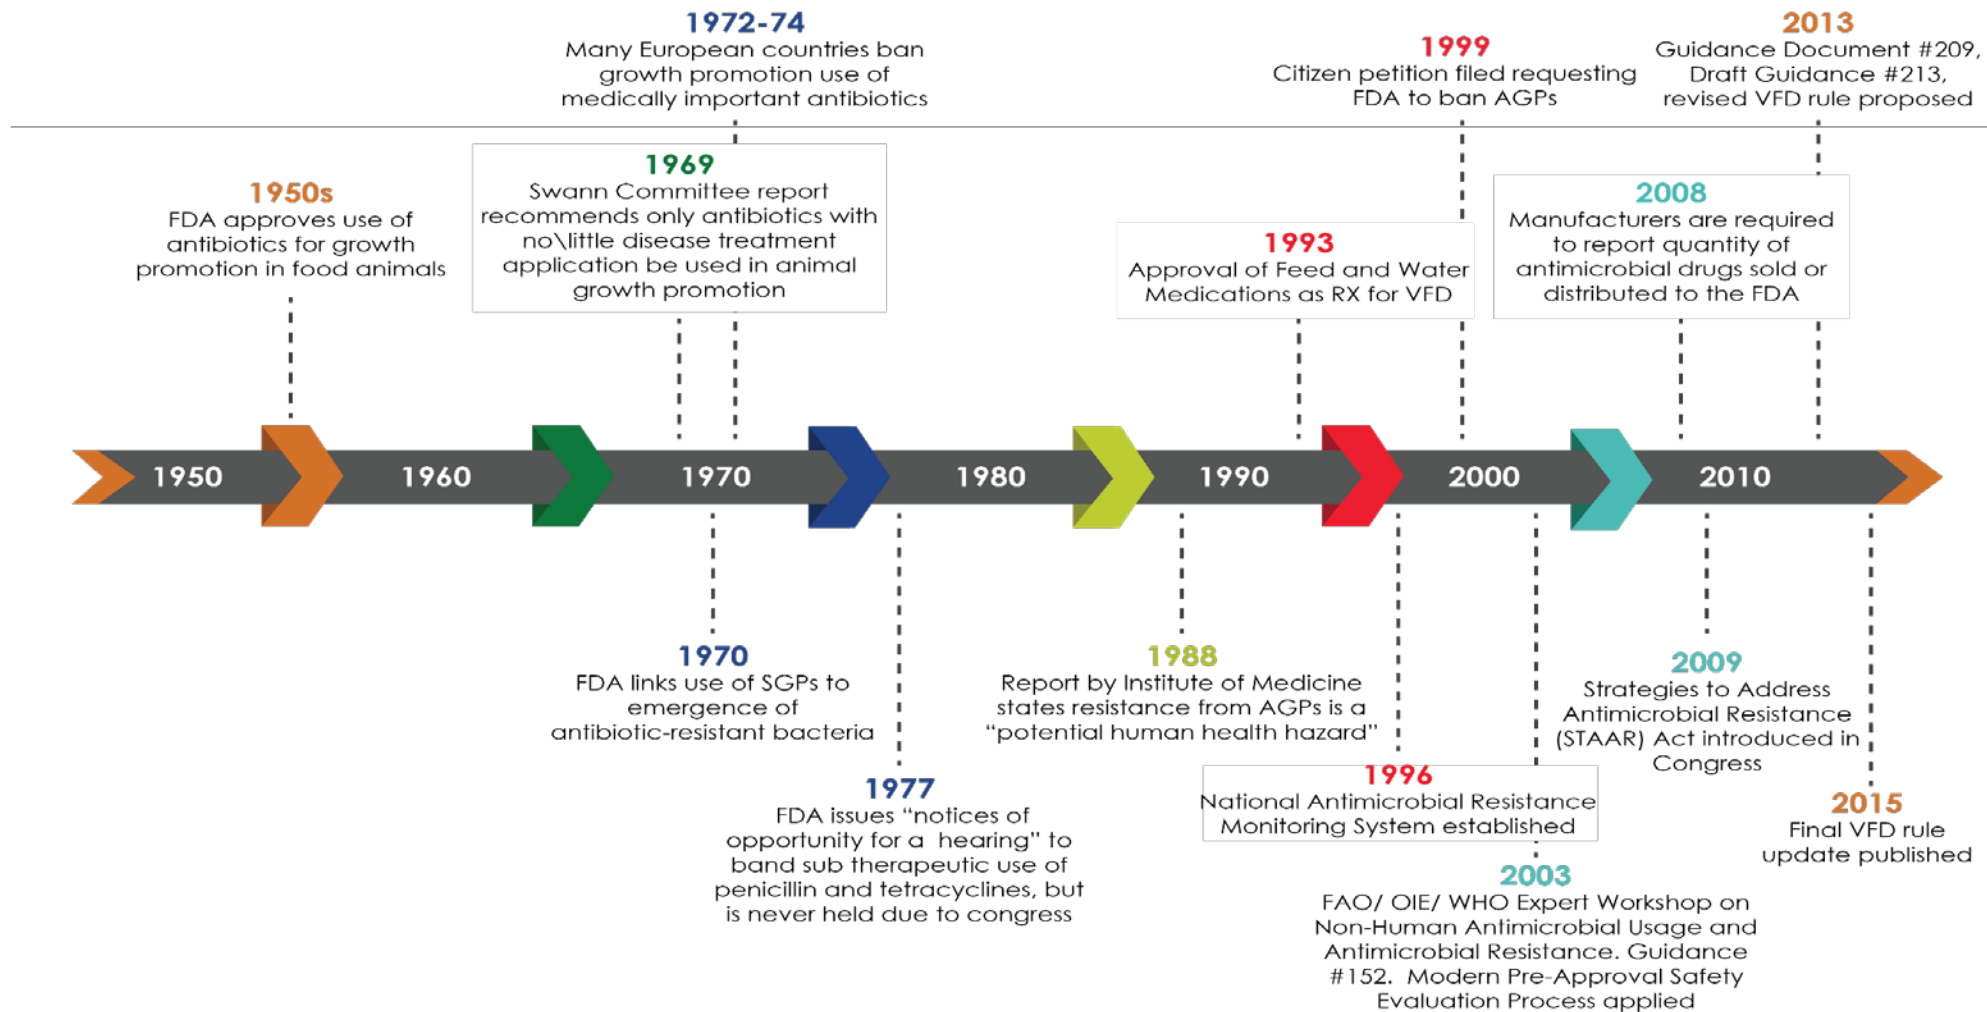 1972-74
Many European countries ban
growth promotion use of
medically important antibiotics
1999
Citizen petition filed requesting
FDA to ban AGPs
2013
Guidance Document #209,
Draft Guidance #213,
revised VFD rule proposed
1950s
FDA approves use of
antibiotics for growth
promotion in food animals
1969
Swann Committee report
recommends only antibiotics with
no\little disease treatment
application be used in animal
growth promotion
1993
Approval of Feed and Water
Medications as RX for VFD
2008
Manufacturers are required
to report quantity of
antimicrobial drugs sold or
distributed to the FDA
1950
1960
1970
1980
1990
2000
2010
1970
FDA links use of SGPs to
emergence of
antibiotic-resistant bacteria
1977
FDA issues “notices of
opportunity for a  hearing” to
band sub therapeutic use of
penicillin and tetracyclines, but
is never held due to congress
1988
Report by Institute of Medicine
states resistance from AGPs is a
“potential human health hazard”
1996
National Antimicrobial Resistance
Monitoring System established
2003
FAO/ OIE/ WHO Expert Workshop on
Non-Human Antimicrobial Usage and
Antimicrobial Resistance. Guidance
#152.  Modern Pre-Approval Safety
Evaluation Process applied
2009
Strategies to Address
Antimicrobial Resistance
(STAAR) Act introduced in
Congress
2015
Final VFD rule
update published